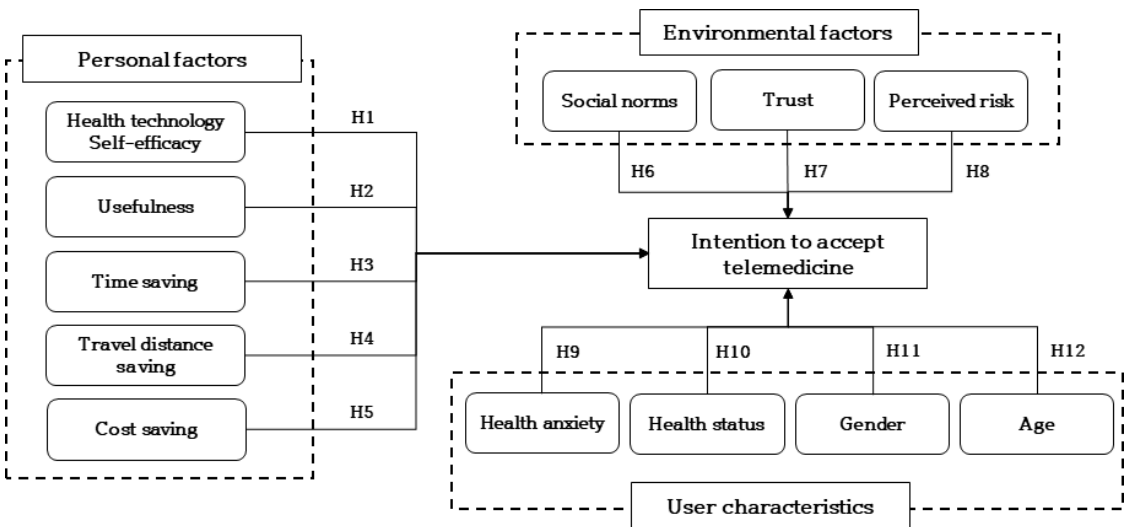 Personal factors
Health technology
Self-efficacy
H1
Usefulness
H2
Time saving
H3
Travel distance
saving
H4
Cost saving
H5
Environmental factors
Social norms
Trust
Perceived risk
H6
H7
H8
Intention to accept
telemedicine
H9
H10
H11
H12
Health anxiety
Health status
Gender
Age
User characteristics